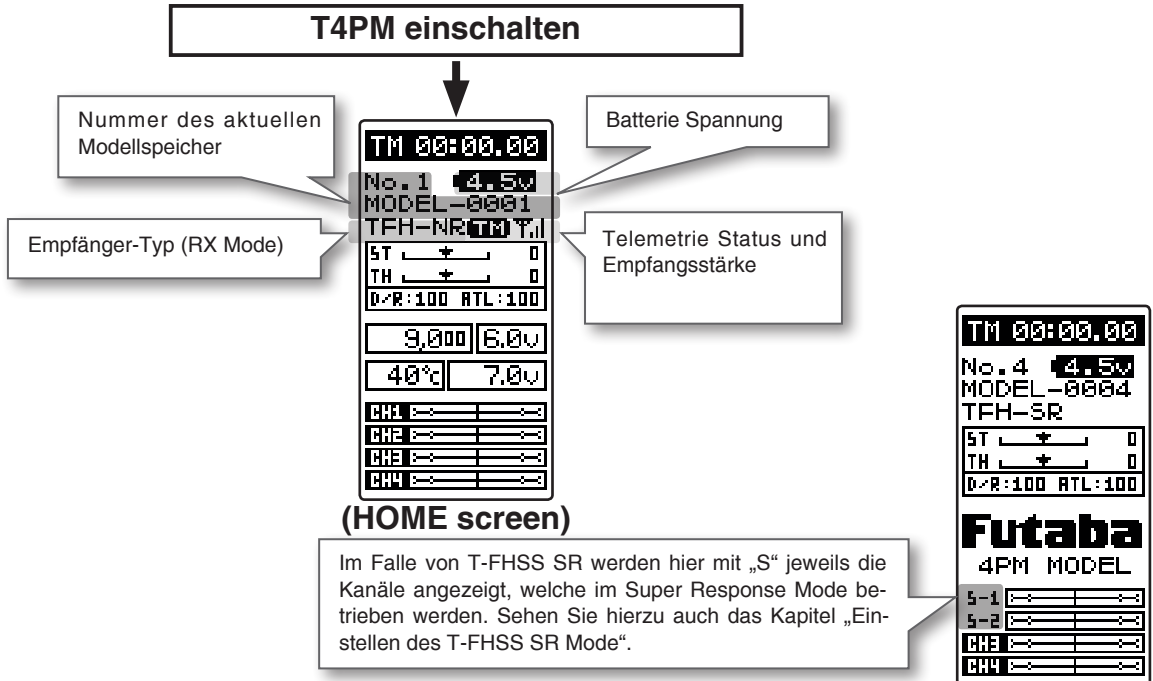 T4PM einschalten
Nummer des aktuellen
Modellspeicher
Batterie Spannung
Empfänger-Typ (RX Mode)
Telemetrie Status und
Empfangsstärke
TM 00:00.00
No.1 4.5v
MODEL-0001
TFH-NR TM
ST 0
TH 0
D/R:100 ATL:100
9,000 6.0v
40℃ 7.0v
CH1
CH2
CH3
CH4
(HOME screen)
Im Falle von T-FHSS SR werden hier mit „S“ jeweils die
Kanäle angezeigt, welche im Super Response Mode be-
trieben werden. Sehen Sie hierzu auch das Kapitel „Ein-
stellen des T-FHSS SR Mode“.
TM 00:00.00
No.4 4.5v
MODEL-0004
TFH-SR
ST 0
TH 0
D/R:100 ATL:100
Futaba
4PM MODEL
S-1
S-2
CH3
CH4